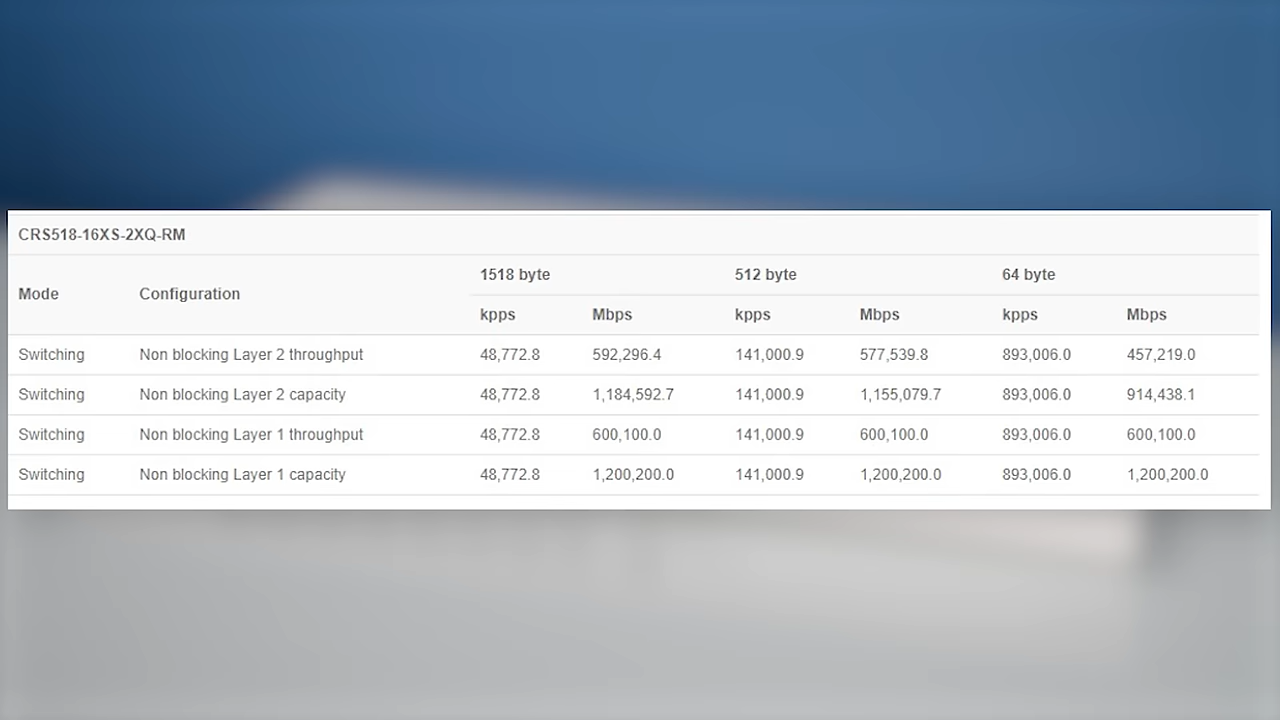 CRS518-16XS-2XQ-RM
Mode Configuration 1518 byte 512 byte 64 byte
kpps Mbps kpps Mbps kpps Mbps
Switching Non blocking Layer 2 throughput 48,772.8 592,296.4 141,000.9 577,539.8 893,006.0 457,219.0
Switching Non blocking Layer 2 capacity 48,772.8 1,184,592.7 141,000.9 1,155,079.7 893,006.0 914,438.1
Switching Non blocking Layer 1 throughput 48,772.8 600,100.0 141,000.9 600,100.0 893,006.0 600,100.0
Switching Non blocking Layer 1 capacity 48,772.8 1,200,200.0 141,000.9 1,200,200.0 893,006.0 1,200,200.0